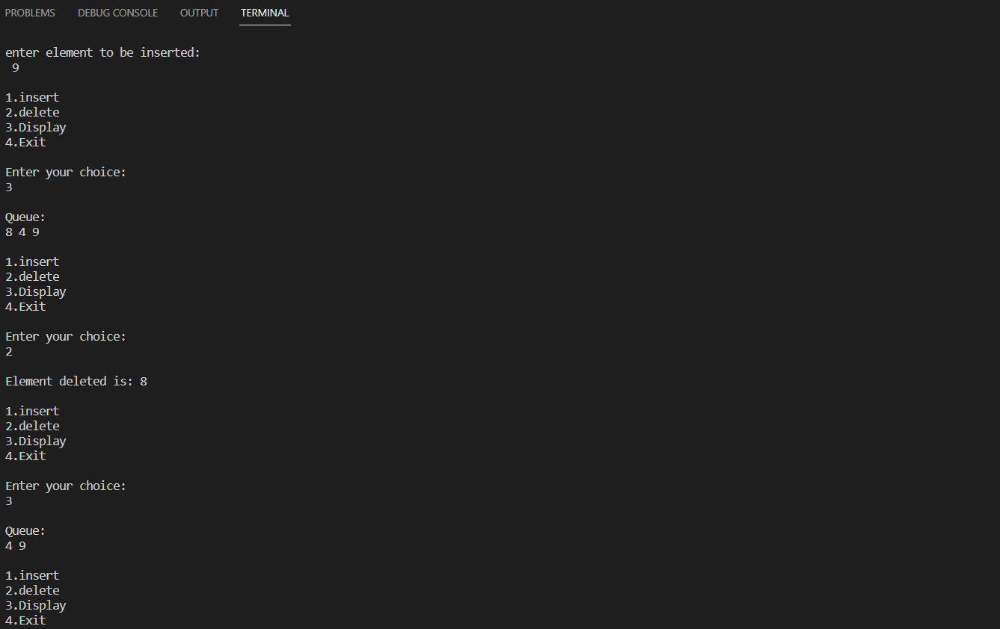 PROBLEMS DEBUG CONSOLE OUTPUT TERMINAL
enter element to be inserted:
9
1.insert
2.delete
3.Display
4.Exit
Enter your choice:
3
Queue:
8 4 9
1.insert
2.delete
3.Display
4.Exit
Enter your choice:
2
Element deleted is: 8
1.insert
2.delete
3.Display
4.Exit
Enter your choice:
3
Queue:
4 9
1.insert
2.delete
3.Display
4.Exit